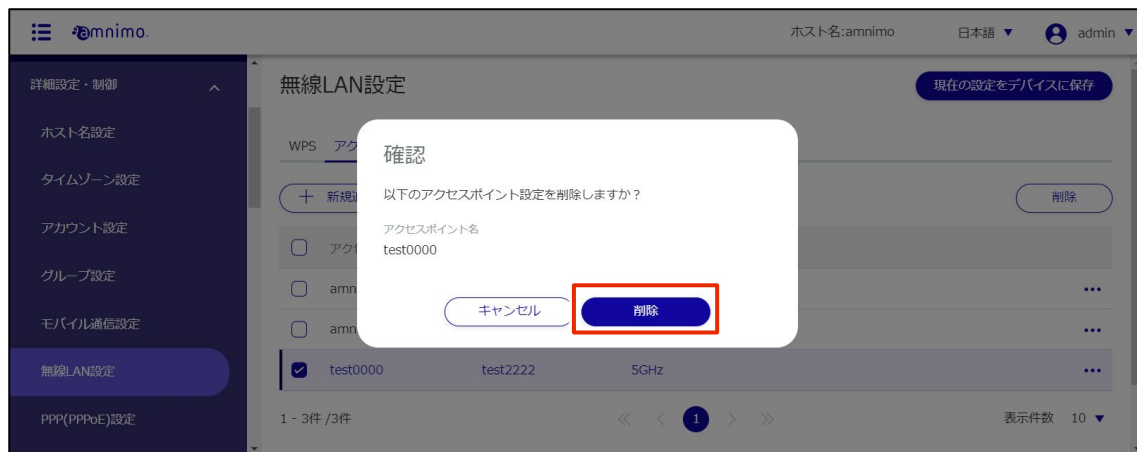 amnimo
ホスト名:amnimo
日本語 ▼
admin ▼
詳細設定・制御
ホスト名設定
タイムゾーン設定
アカウント設定
グループ設定
モバイル通信設定
無線LAN設定
PPP(PPPoE)設定
無線LAN設定
現在の設定をデバイスに保存
WPS アク
+ 新規追
削除
アク
amn
amn
test0000 test2222 5GHz
1 - 3件 /3件
≪ < 1 > ≫
表示件数 10 ▼
確認
以下のアクセスポイント設定を削除しますか？
アクセスポイント名
test0000
キャンセル
削除